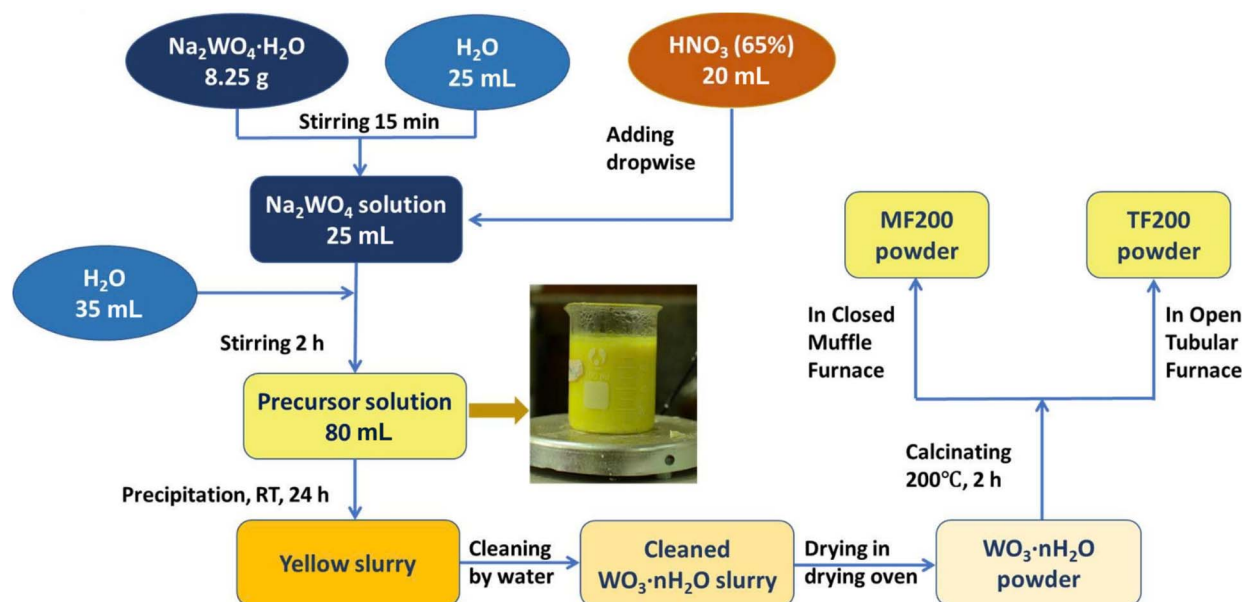 Na₂WO₄·H₂O
8.25 g
H₂O
25 mL
HNO₃ (65%)
20 mL
Stirring 15 min
Adding
dropwise
Na₂WO₄ solution
25 mL
H₂O
35 mL
Stirring 2 h
Precursor solution
80 mL
Precipitation, RT, 24 h
Yellow slurry
Cleaning
by water
Cleaned
WO₃·nH₂O slurry
Drying in
drying oven
WO₃·nH₂O
powder
Calcinating
200℃, 2 h
In Closed
Muffle
Furnace
In Open
Tubular
Furnace
MF200
powder
TF200
powder